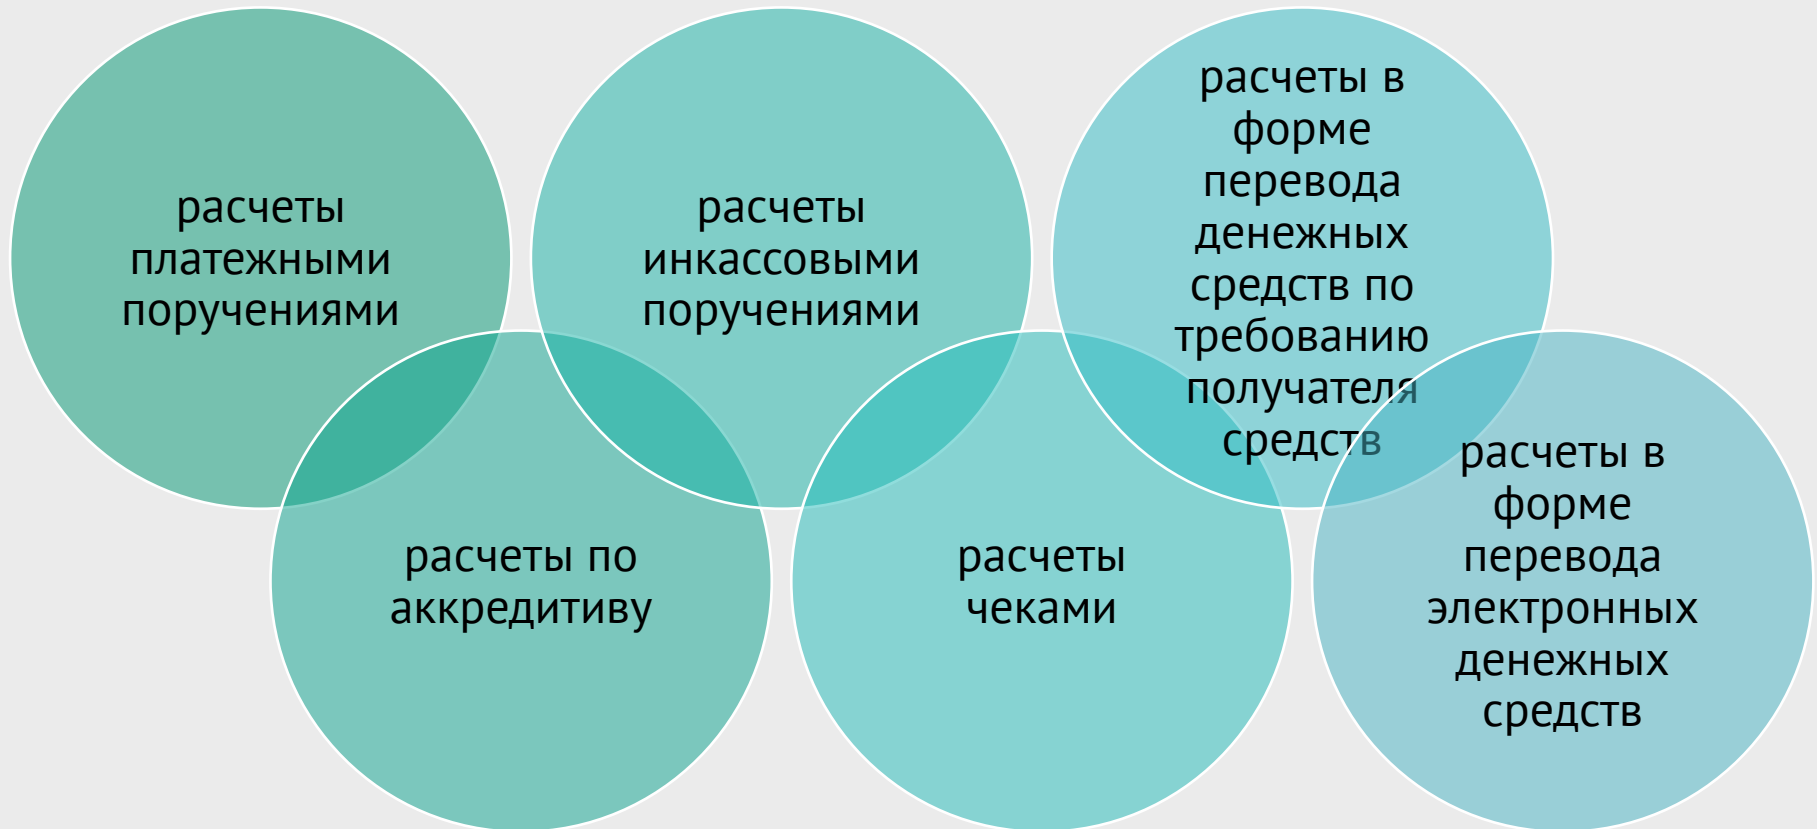 расчеты
платежными
поручениями
расчеты по
аккредитиву
расчеты
инкассовыми
поручениями
расчеты
чеками
расчеты в
форме
перевода
денежных
средств по
требованию
получателя
средств
расчеты в
форме
перевода
электронных
денежных
средств